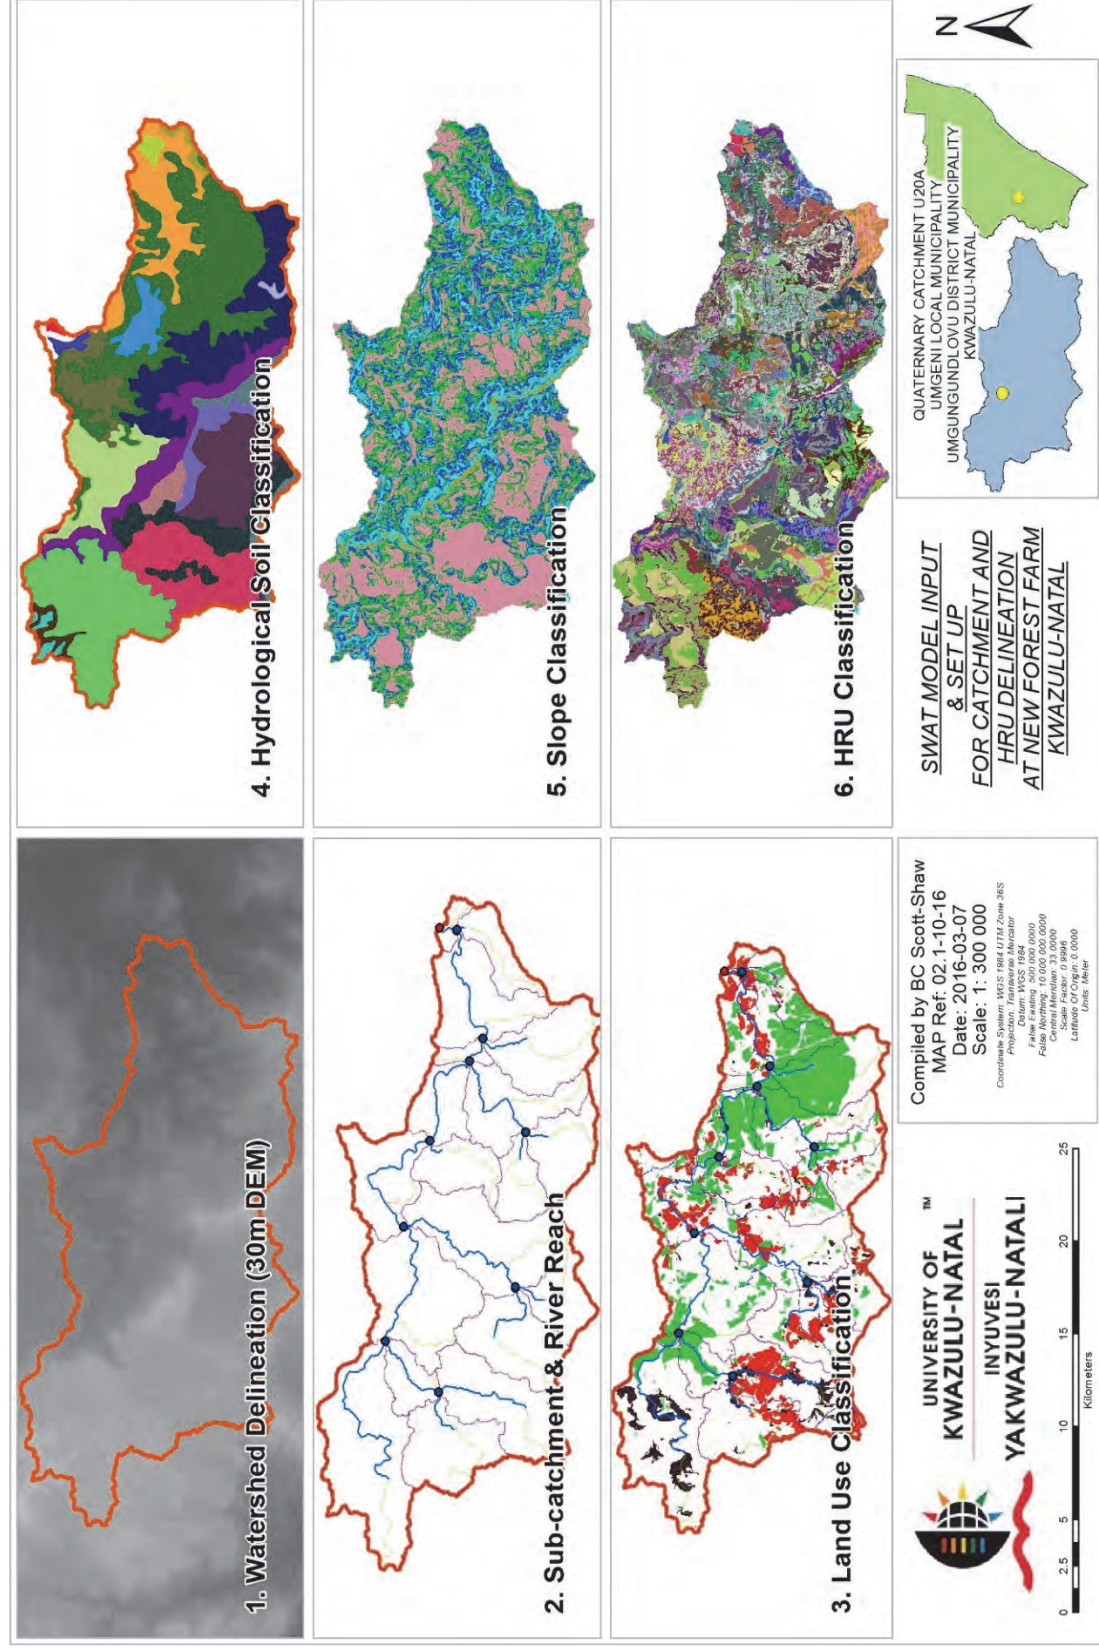 1. Watershed Delineation (30m DEM)
2. Sub-catchment & River Reach
3. Land Use Classification
4. Hydrological Soil Classification
5. Slope Classification
6. HRU Classification
UNIVERSITY OF
KWAZULU-NATAL
™
INYUVESI
YAKWAZULU-NATALI
0 2.5 5 10 15 20 25
Kilometers
Compiled by BC Scott-Shaw
MAP Ref: 02.1-10-16
Date: 2016-03-07
Scale: 1: 300 000
Coordinate System: WGS 1984 UTM Zone 36S
Projection: Transverse Mercator
Datum: WGS 1984
False Easting: 500 000.0000
False Northing: 10 000 000.0000
Central Meridian: 33.0000
Scale Factor: 0.9996
Latitude Of Origin: 0.0000
Units: Meter
SWAT MODEL INPUT
& SET UP
FOR CATCHMENT AND
HRU DELINEATION
AT NEW FOREST FARM
KWAZULU-NATAL
QUATERNARY CATCHMENT U20A
UMGENI LOCAL MUNICIPALITY
UMGUNGUNDLOVU DISTRICT MUNICIPALITY
KWAZULU-NATAL
N